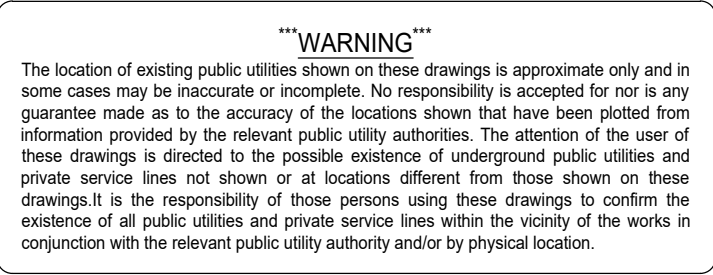 ***WARNING***
The location of existing public utilities shown on these drawings is approximate only and in
some cases may be inaccurate or incomplete. No responsibility is accepted for nor is any
guarantee made as to the accuracy of the locations shown that have been plotted from
information provided by the relevant public utility authorities. The attention of the user of
these drawings is directed to the possible existence of underground public utilities and
private service lines not shown or at locations different from those shown on these
drawings.It is the responsibility of those persons using these drawings to confirm the
existence of all public utilities and private service lines within the vicinity of the works in
conjunction with the relevant public utility authority and/or by physical location.